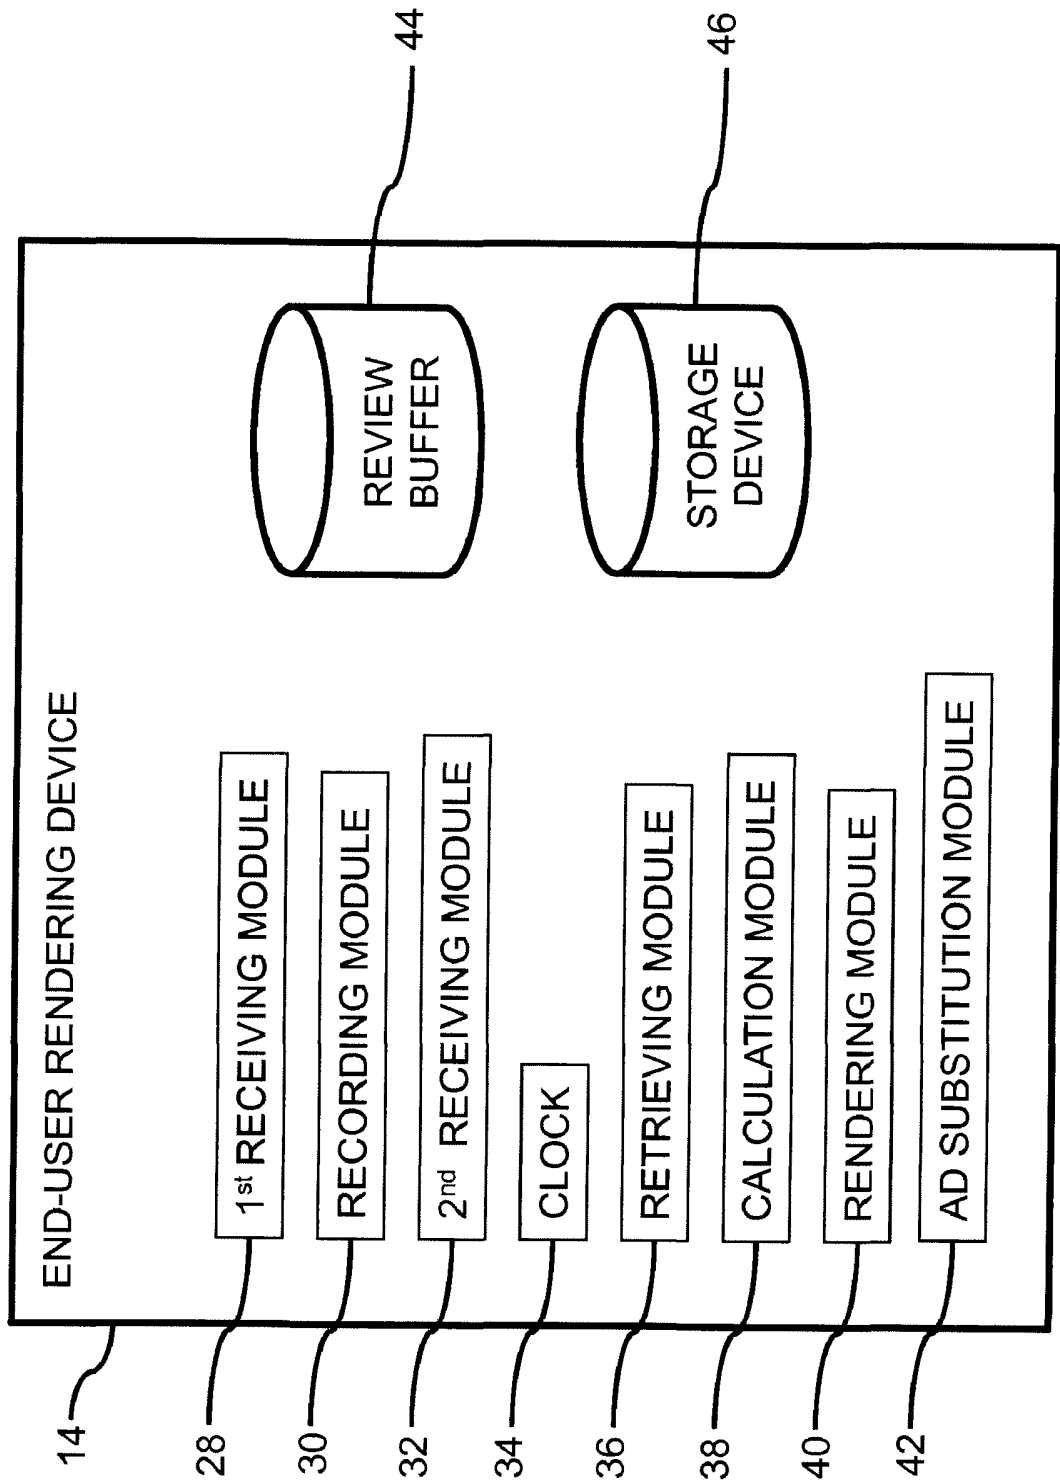 END-USER RENDERING DEVICE
14
28
1st RECEIVING MODULE
30
RECORDING MODULE
32
2nd RECEIVING MODULE
34
CLOCK
36
RETRIEVING MODULE
38
CALCULATION MODULE
40
RENDERING MODULE
42
AD SUBSTITUTION MODULE
REVIEW
BUFFER
44
STORAGE
DEVICE
46